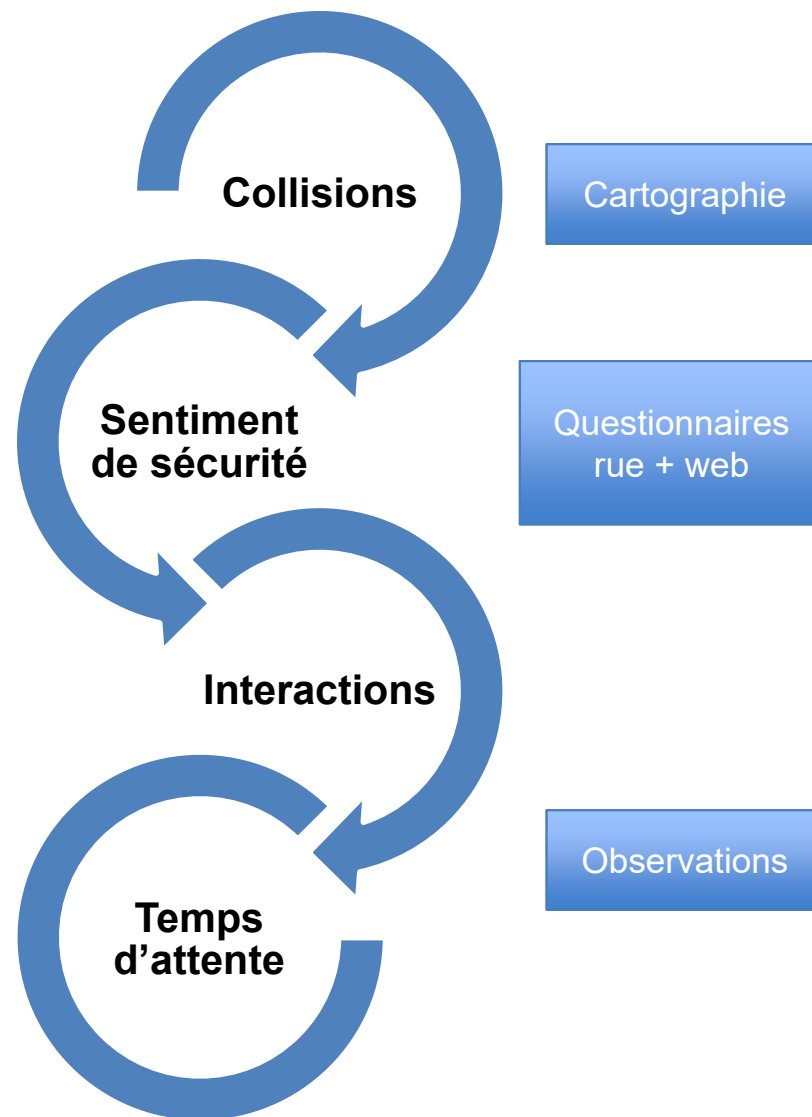 Collisions
Cartographie
Sentiment
de sécurité
Questionnaires
rue + web
Interactions
Observations
Temps
d’attente